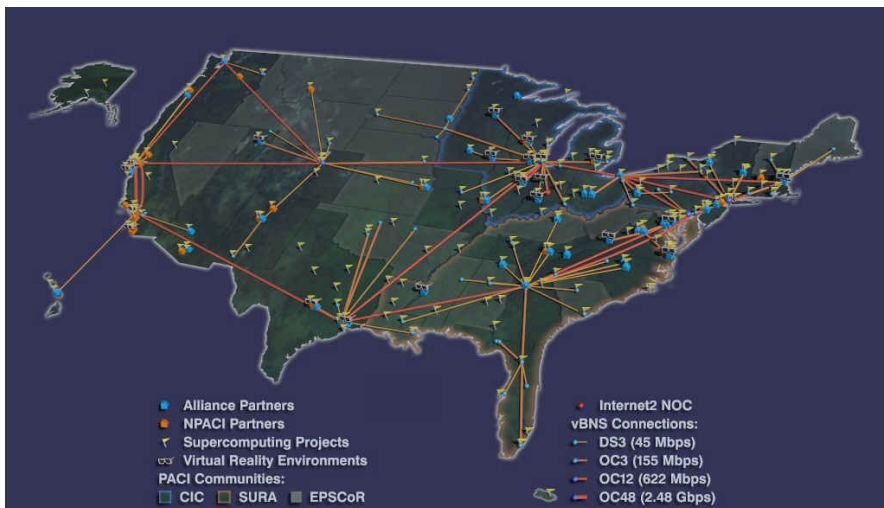 Alliance Partners
NPACI Partners
Supercomputing Projects
Virtual Reality Environments
PACI Communities:
CIC SURA EPSCoR
Internet2 NOC
vBNS Connections:
DS3 (45 Mbps)
OC3 (155 Mbps)
OC12 (622 Mbps)
OC48 (2.48 Gbps)